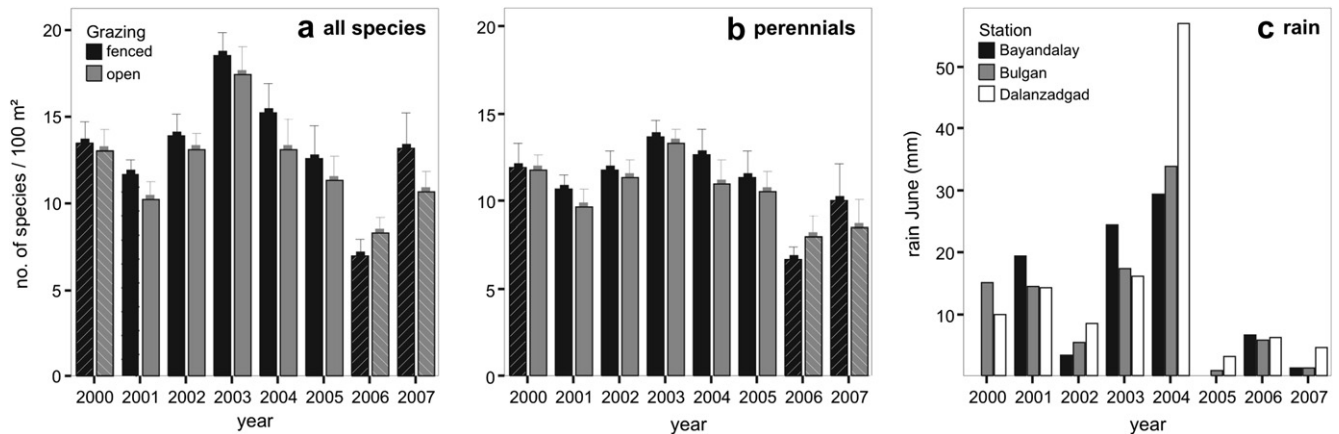 a all species
Grazing
fenced
open
no. of species / 100 m²
20
15
10
5
0
2000 2001 2002 2003 2004 2005 2006 2007
year
b perennials
20
15
10
5
0
2000 2001 2002 2003 2004 2005 2006 2007
year
c rain
Station
Bayandalay
Bulgan
Dalanzadgad
rain June (mm)
50
40
30
20
10
2000 2001 2002 2003 2004 2005 2006 2007
year